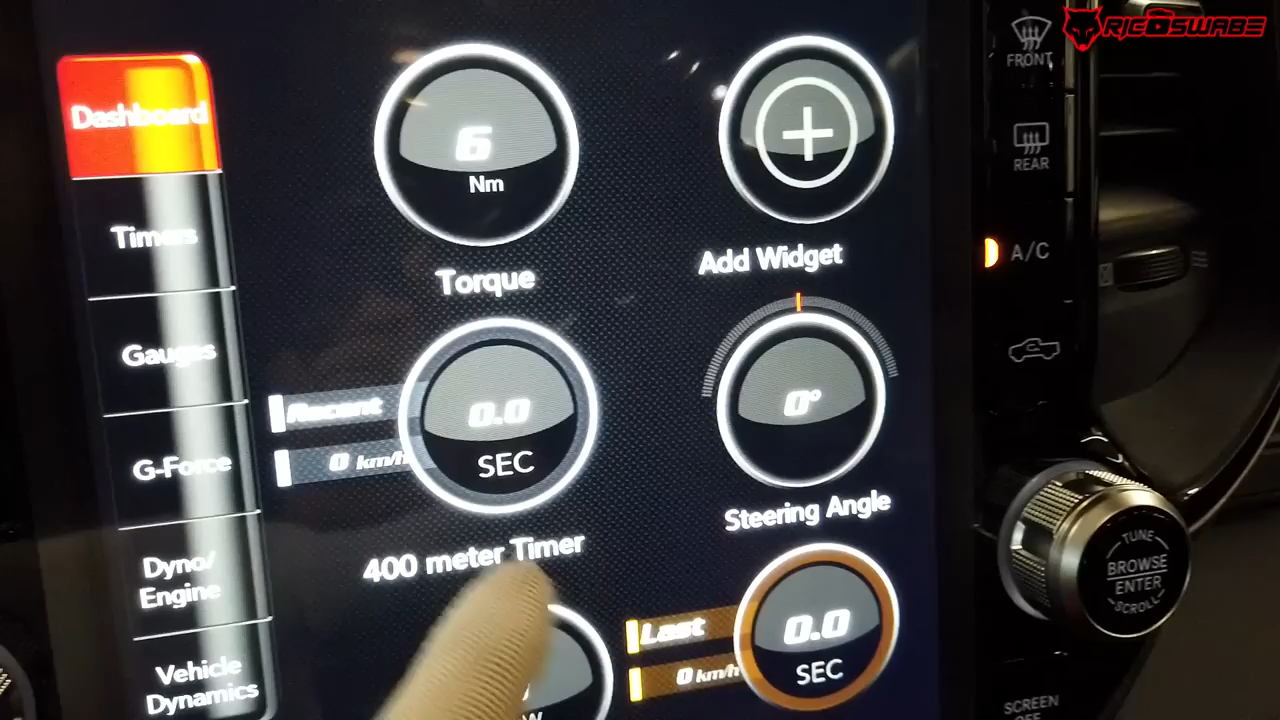 RICOSWABE
FRONT
REAR
A/C
Dashboard
Timers
Gauges
G-Force
Dyno/
Engine
Vehicle
Dynamics
6
Nm
Torque
Add Widget
Recent
0 km/h
0.0
SEC
400 meter Timer
0°
Steering Angle
Last
0 km/h
0.0
SEC
W
TUNE
BROWSE
ENTER
SCROLL
SCREEN
OFF